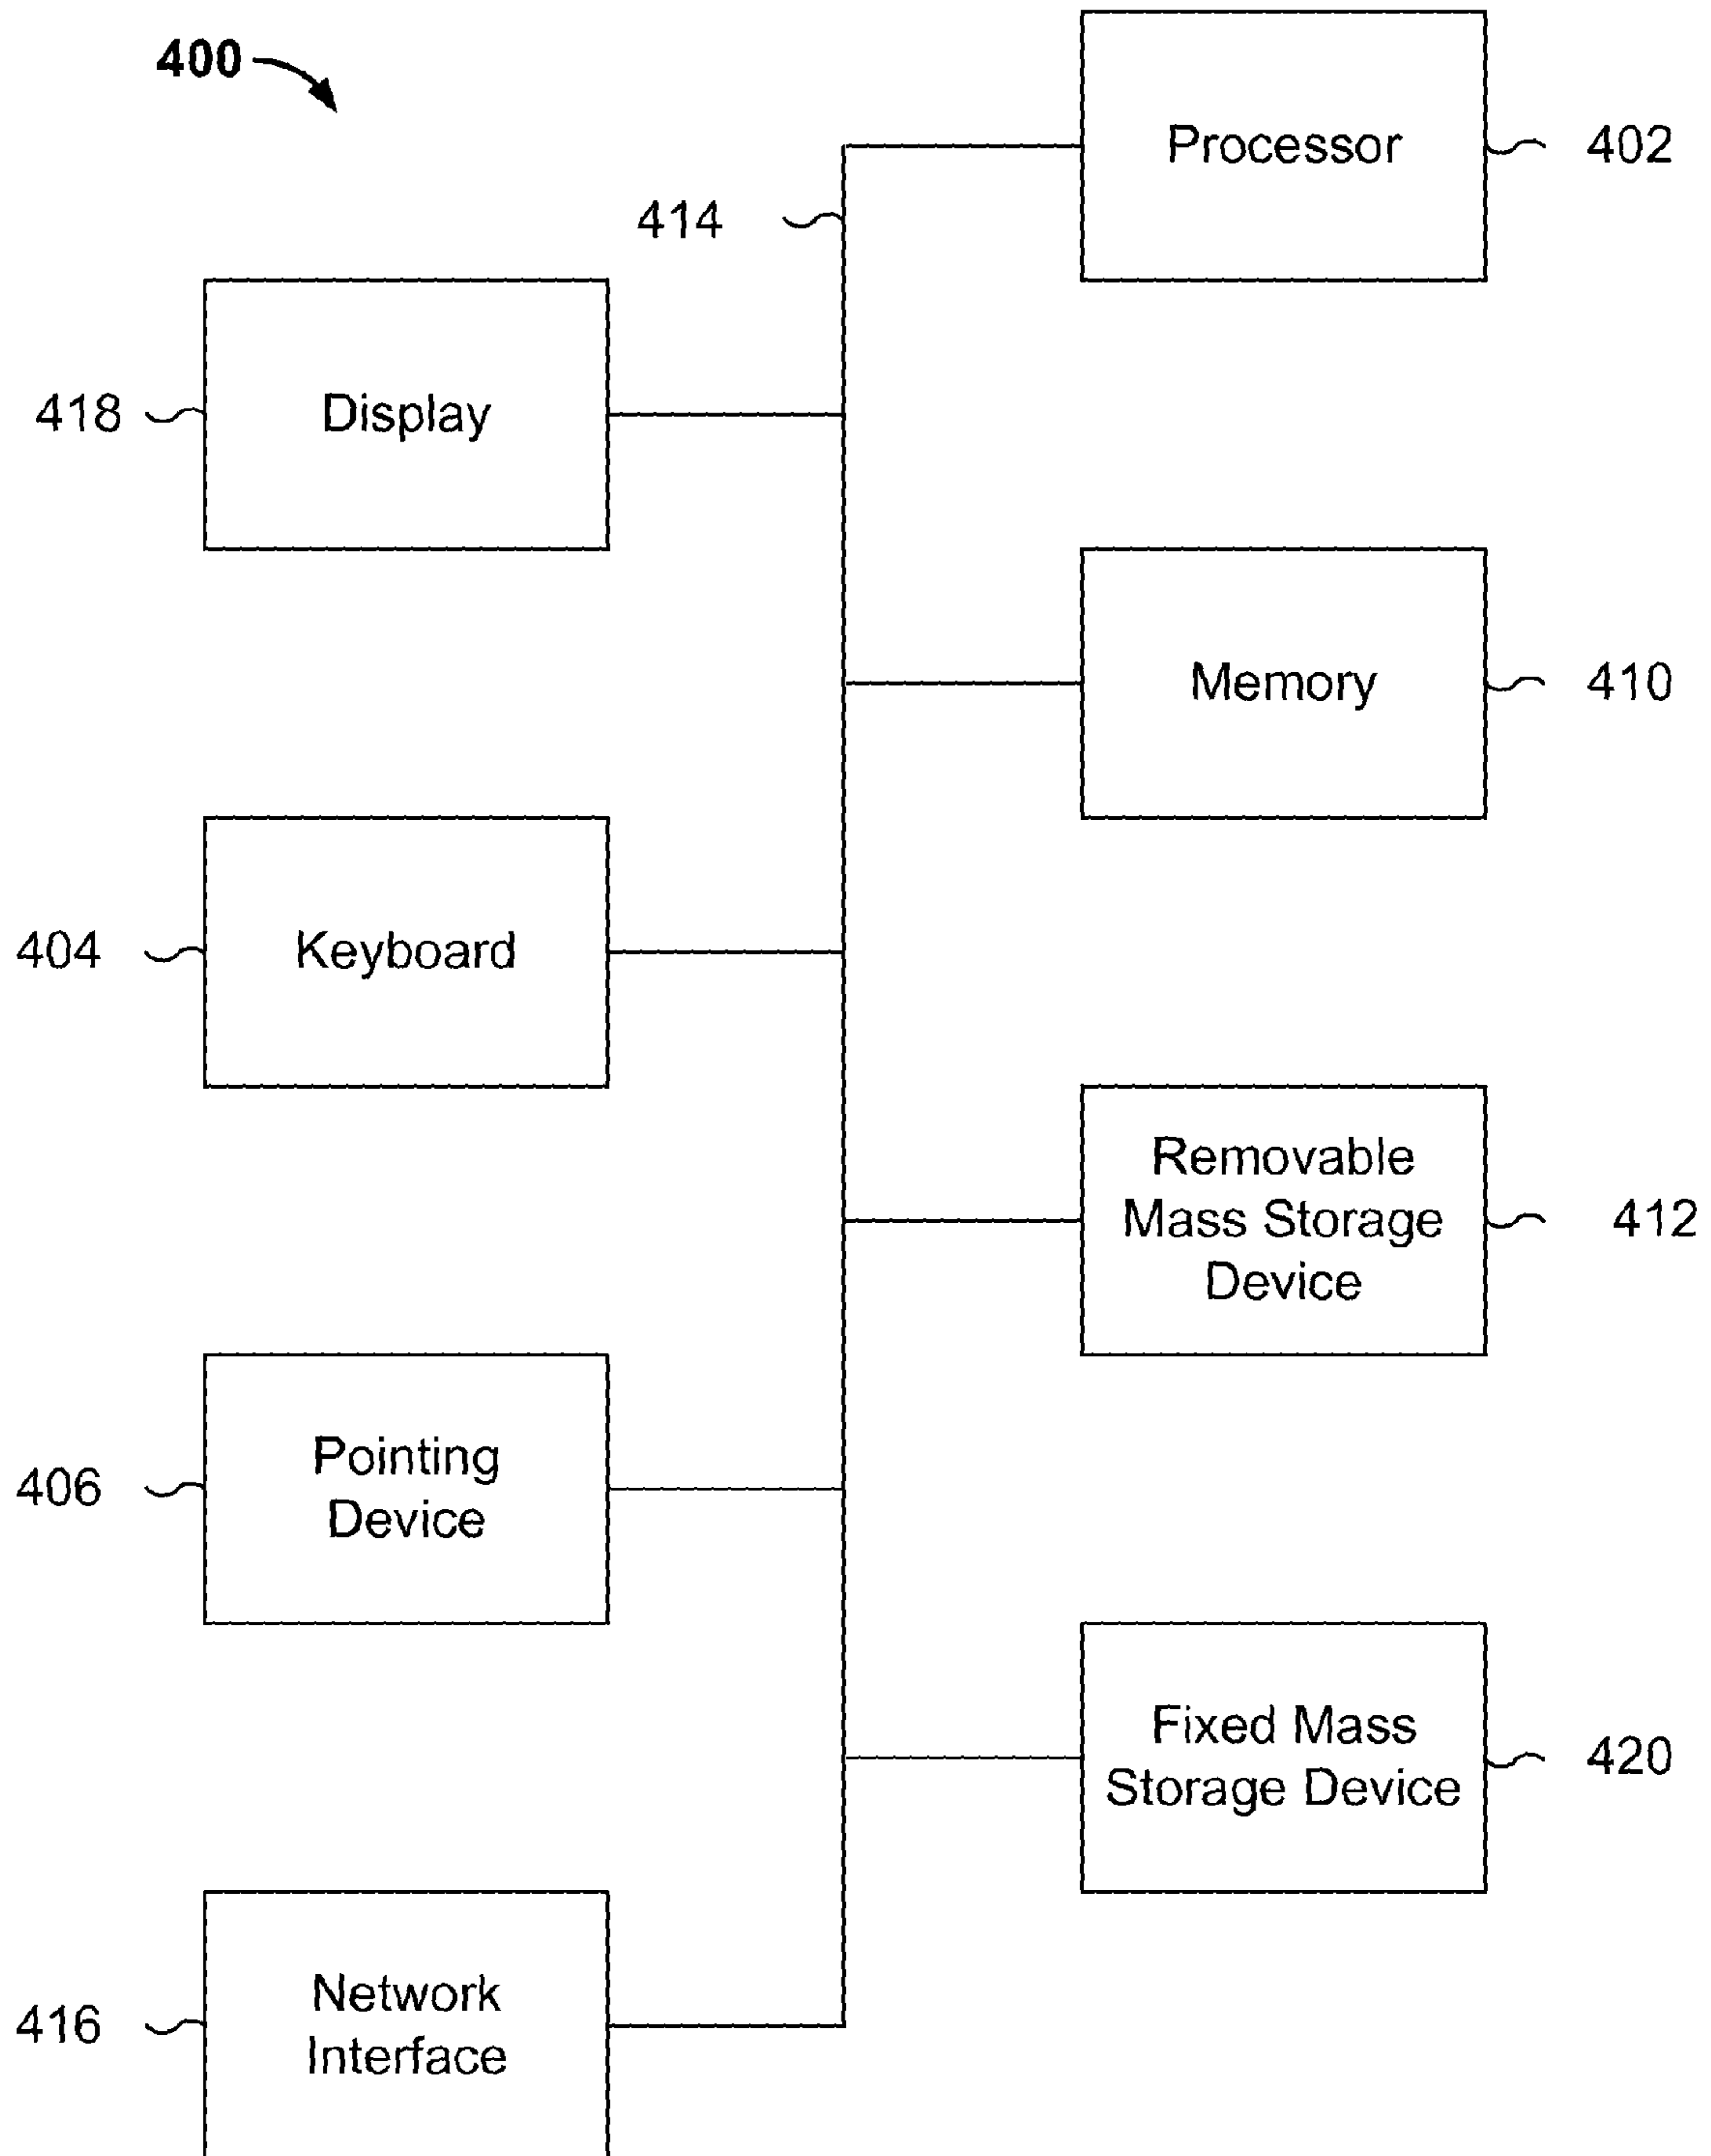 400
Processor
402
414
418
Display
Memory
410
404
Keyboard
Removable
Mass Storage
Device
412
406
Pointing
Device
Fixed Mass
Storage Device
420
416
Network
Interface